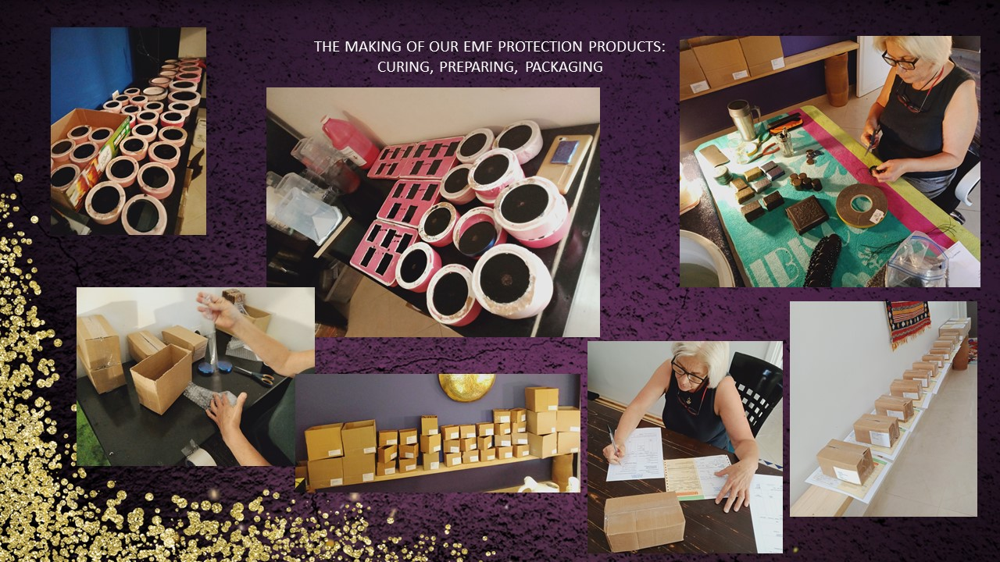 THE MAKING OF OUR EMF PROTECTION PRODUCTS:
CURING, PREPARING, PACKAGING